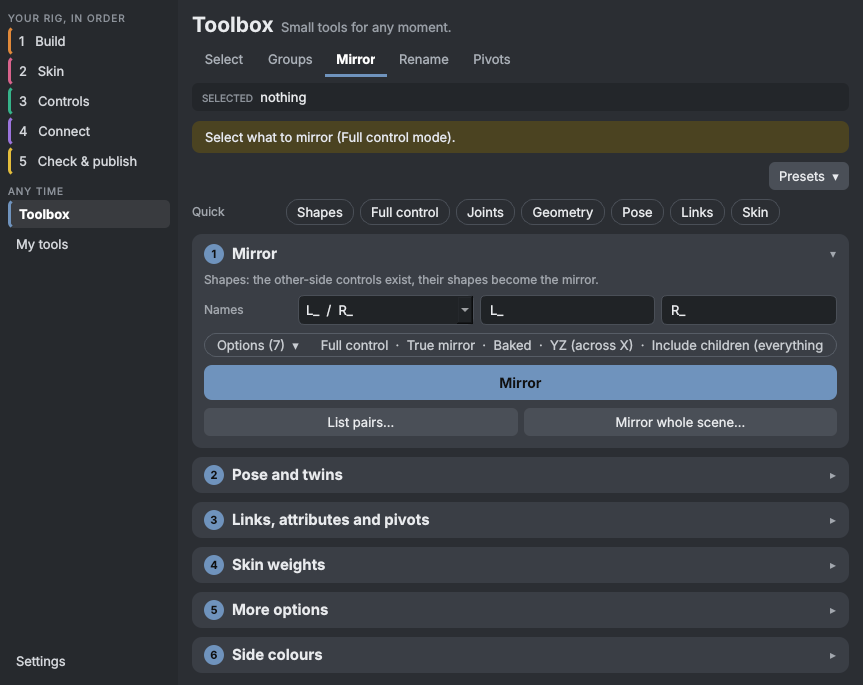 YOUR RIG, IN ORDER
1 Build
2 Skin
3 Controls
4 Connect
5 Check & publish
ANY TIME
Toolbox
My tools
Settings
Toolbox Small tools for any moment.
Select Groups Mirror Rename Pivots
SELECTED nothing
Select what to mirror (Full control mode).
Presets ▾
Quick Shapes Full control Joints Geometry Pose Links Skin
1 Mirror ▾
Shapes: the other-side controls exist, their shapes become the mirror.
Names L_ / R_ L_ R_
Options (7) ▾ Full control · True mirror · Baked · YZ (across X) · Include children (everything
Mirror
List pairs... Mirror whole scene...
2 Pose and twins ▸
3 Links, attributes and pivots ▸
4 Skin weights ▸
5 More options ▸
6 Side colours ▸